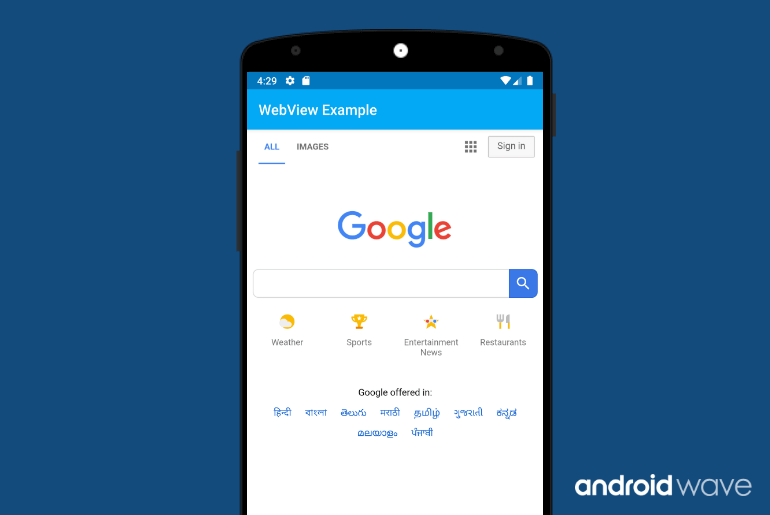 4:29
WebView Example
ALL IMAGES Sign in
Google
Weather Sports Entertainment News Restaurants
Google offered in:
हिन्दी বাংলা తెలుగు मराठी தமிழ் ગુજરાતી ಕನ್ನಡ
മലയാളം ਪੰਜਾਬੀ
androidwave